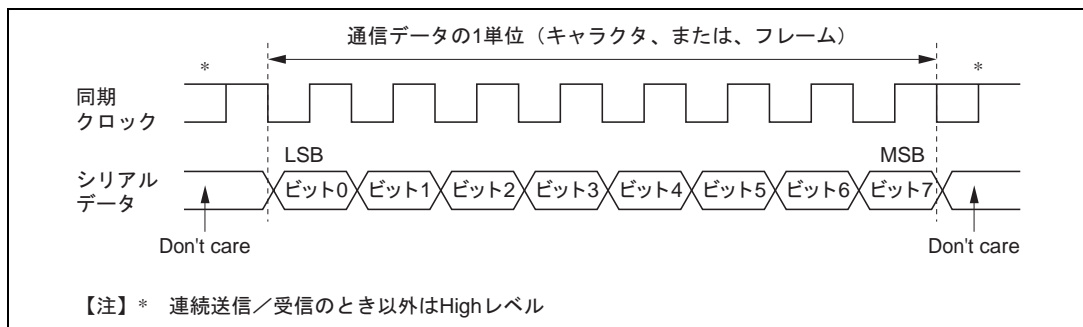 通信データの1単位（キャラクタ、または、フレーム）
*
*
同期
クロック
LSB
MSB
シリアル
データ
ビット0
ビット1
ビット2
ビット3
ビット4
ビット5
ビット6
ビット7
Don't care
Don't care
【注】* 連続送信／受信のとき以外はHighレベル